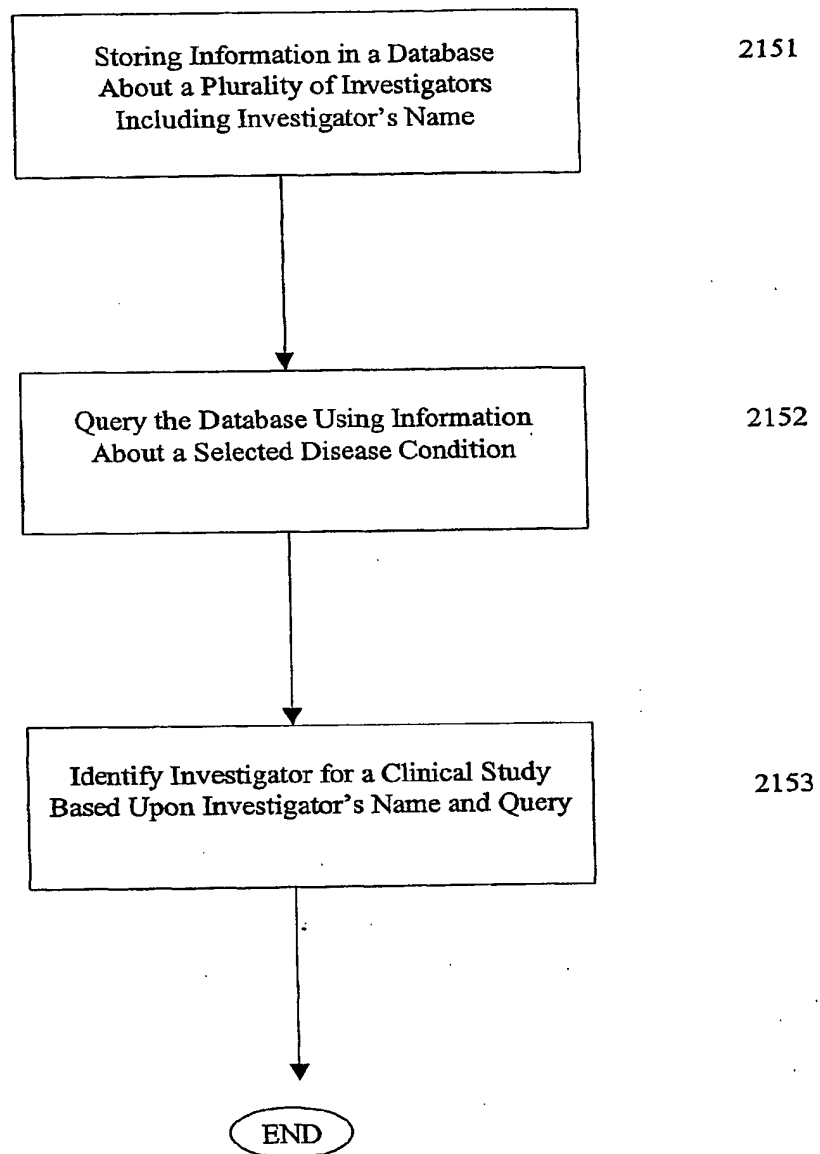 Storing Information in a Database
About a Plurality of Investigators
Including Investigator's Name
2151
Query the Database Using Information
About a Selected Disease Condition
2152
Identify Investigator for a Clinical Study
Based Upon Investigator's Name and Query
2153
END